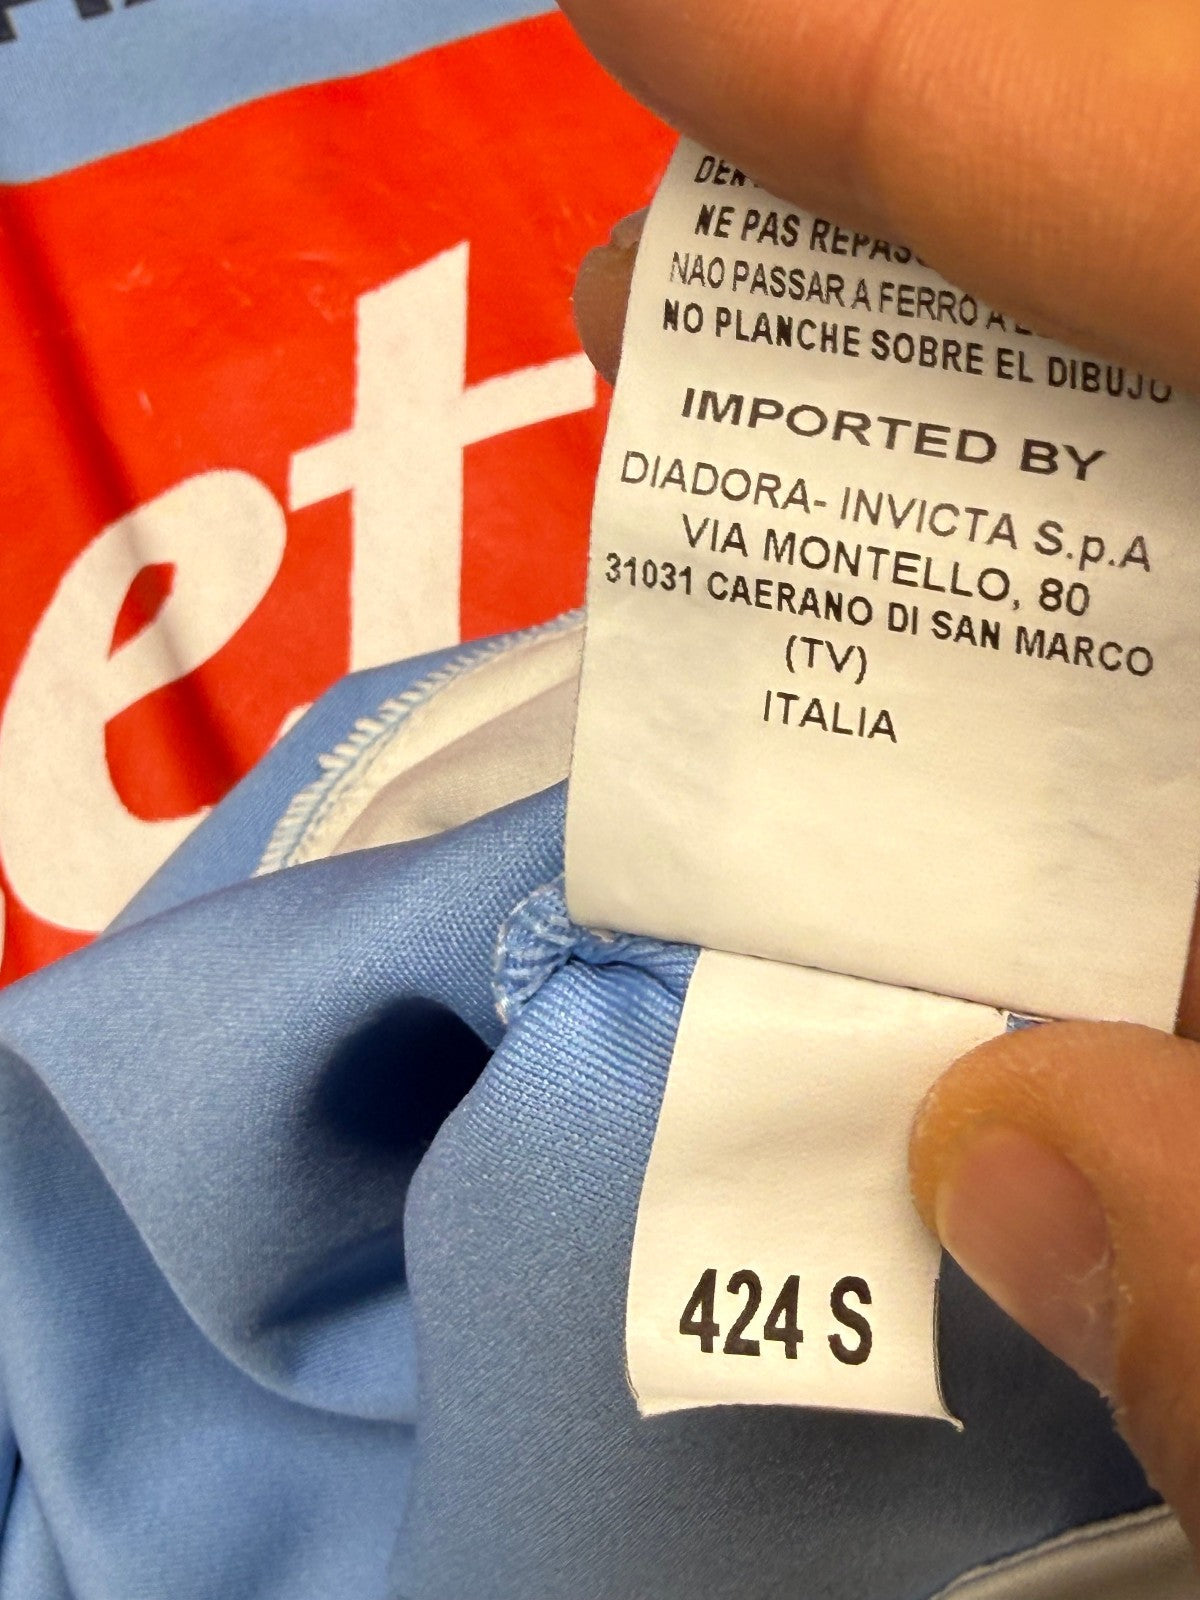 et.
NE PAS
NAO PASSAR A FERRO A
NO PLANCHE SOBRE EL DIBUJO
IMPORTED BY
DIADORA- INVICTA S.p.A
VIA MONTELLO, 80
31031 CAERANO DI SAN MARCO
(TV)
ITALIA
424 S